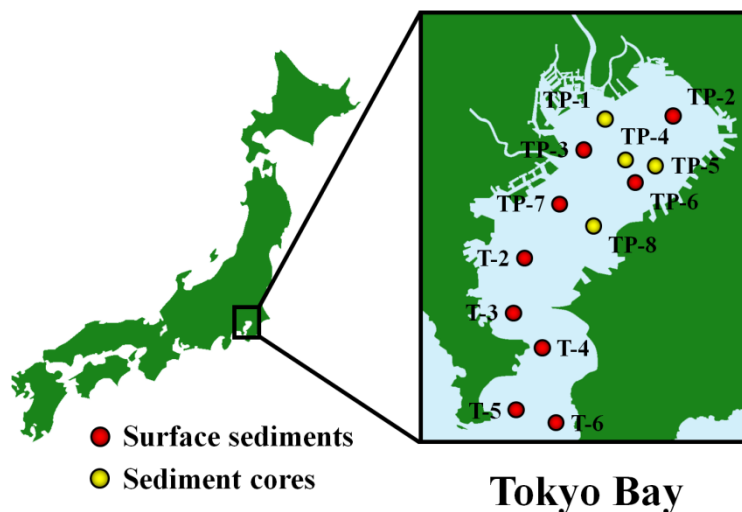 TP-1
TP-2
TP-3
TP-4
TP-5
TP-6
TP-7
TP-8
T-2
T-3
T-4
T-5
T-6
Surface sediments
Sediment cores
Tokyo Bay